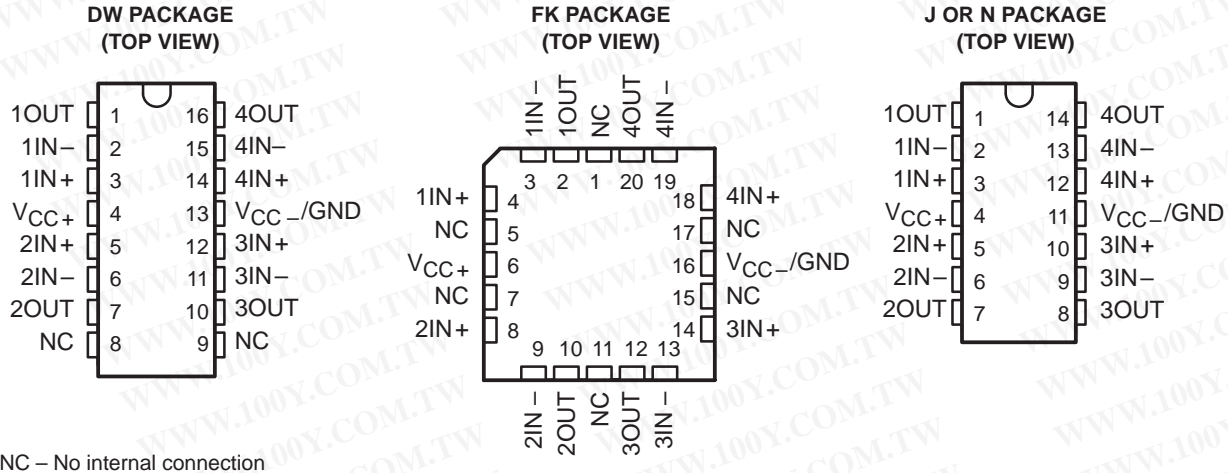 DW PACKAGE
(TOP VIEW)
1OUT 1 16 4OUT
1IN– 2 15 4IN–
1IN+ 3 14 4IN+
VCC+ 4 13 VCC–/GND
2IN+ 5 12 3IN+
2IN– 6 11 3IN–
2OUT 7 10 3OUT
NC 8 9 NC
FK PACKAGE
(TOP VIEW)
1IN – 1OUT NC 4OUT 4IN –
3 2 1 20 19
1IN+ 4 18 4IN+
NC 5 17 NC
VCC+ 6 16 VCC–/GND
NC 7 15 NC
2IN+ 8 14 3IN+
9 10 11 12 13
2IN – 2OUT NC 3OUT 3IN –
J OR N PACKAGE
(TOP VIEW)
1OUT 1 14 4OUT
1IN– 2 13 4IN–
1IN+ 3 12 4IN+
VCC+ 4 11 VCC–/GND
2IN+ 5 10 3IN+
2IN– 6 9 3IN–
2OUT 7 8 3OUT
NC – No internal connection
WWW.100Y.COM.TW